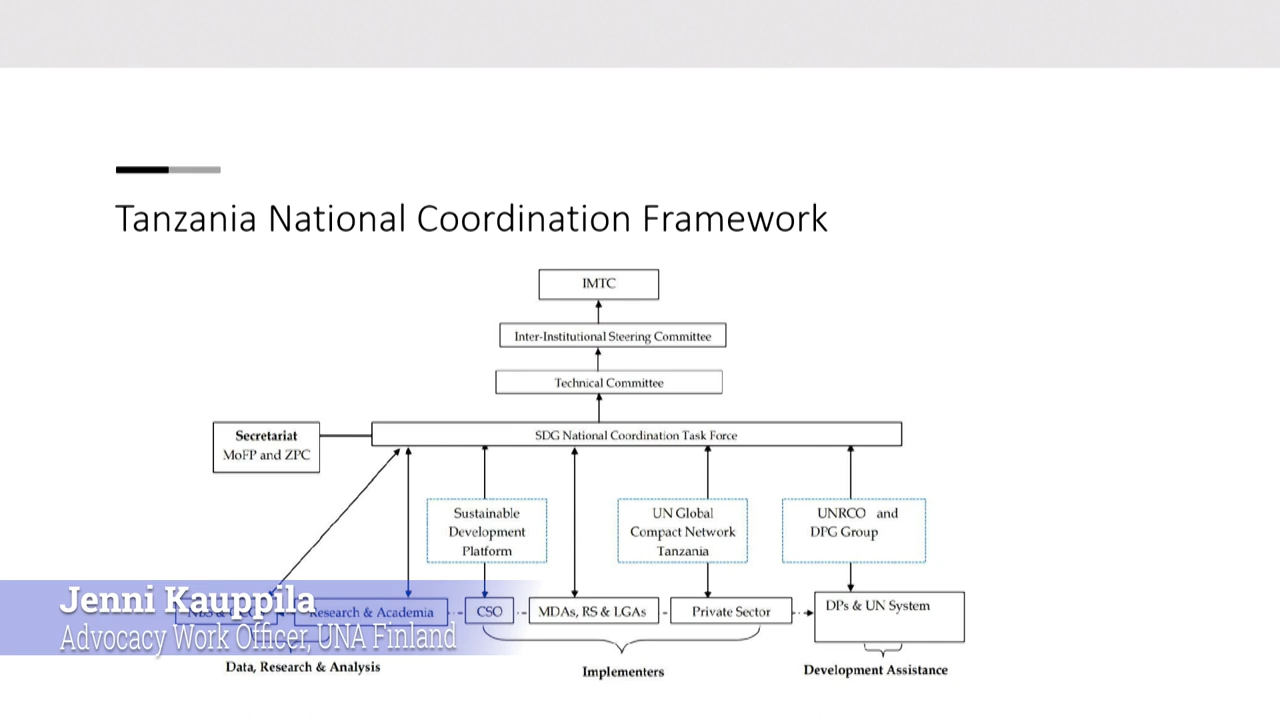 Tanzania National Coordination Framework
IMTC
Inter-Institutional Steering Committee
Technical Committee
Secretariat
MoFP and ZPC
SDG National Coordination Task Force
Sustainable
Development
Platform
UN Global
Compact Network
Tanzania
UNRCO and
DPG Group
Research & Academia
CSO
MDAs, RS & LGAs
Private Sector
DPs & UN System
Jenni Kauppila
Advocacy Work Officer, UNA Finland
Data, Research & Analysis
Implementers
Development Assistance